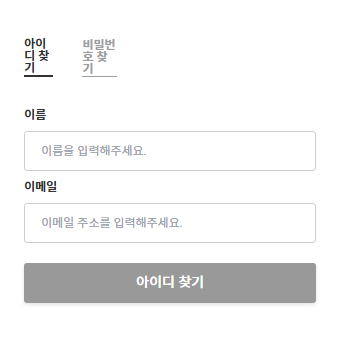 아이
디 찾
기
비밀번
호 찾
기
이름
이름을 입력해주세요.
이메일
이메일 주소를 입력해주세요.
아이디 찾기